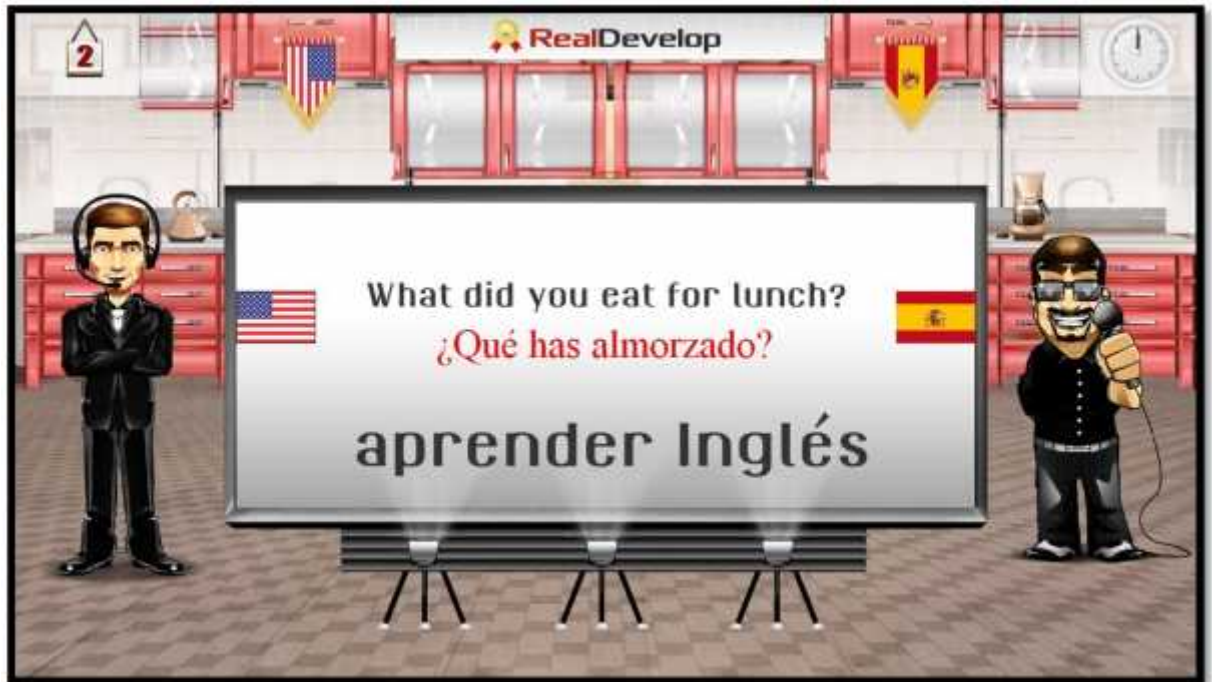 2
RealDevelop
What did you eat for lunch?
¿Qué has almorzado?
aprender Inglés